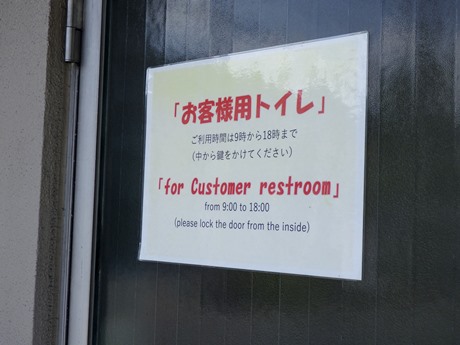 「お客様用トイレ」
ご利用時間は9時から18時まで
（中から鍵をかけてください）
「for Customer restroom」
from 9:00 to 18:00
(please lock the door from the inside)